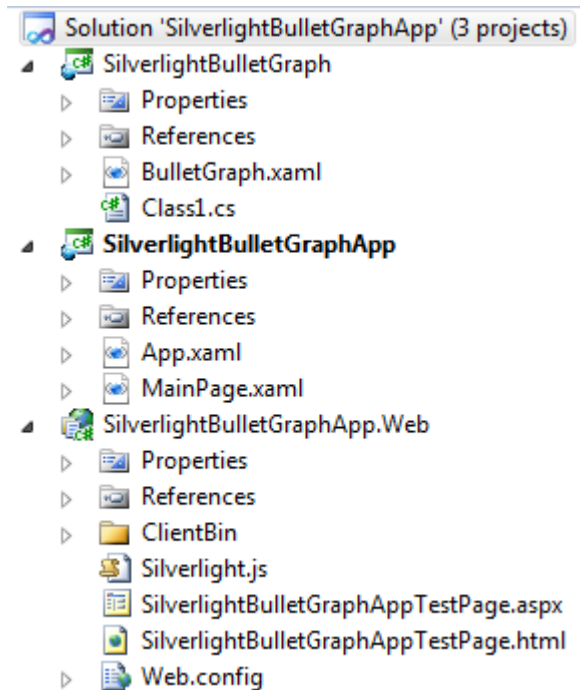 Solution 'SilverlightBulletGraphApp' (3 projects)
SilverlightBulletGraph
Properties
References
BulletGraph.xaml
Class1.cs
SilverlightBulletGraphApp
Properties
References
App.xaml
MainPage.xaml
SilverlightBulletGraphApp.Web
Properties
References
ClientBin
Silverlight.js
SilverlightBulletGraphAppTestPage.aspx
SilverlightBulletGraphAppTestPage.html
Web.config